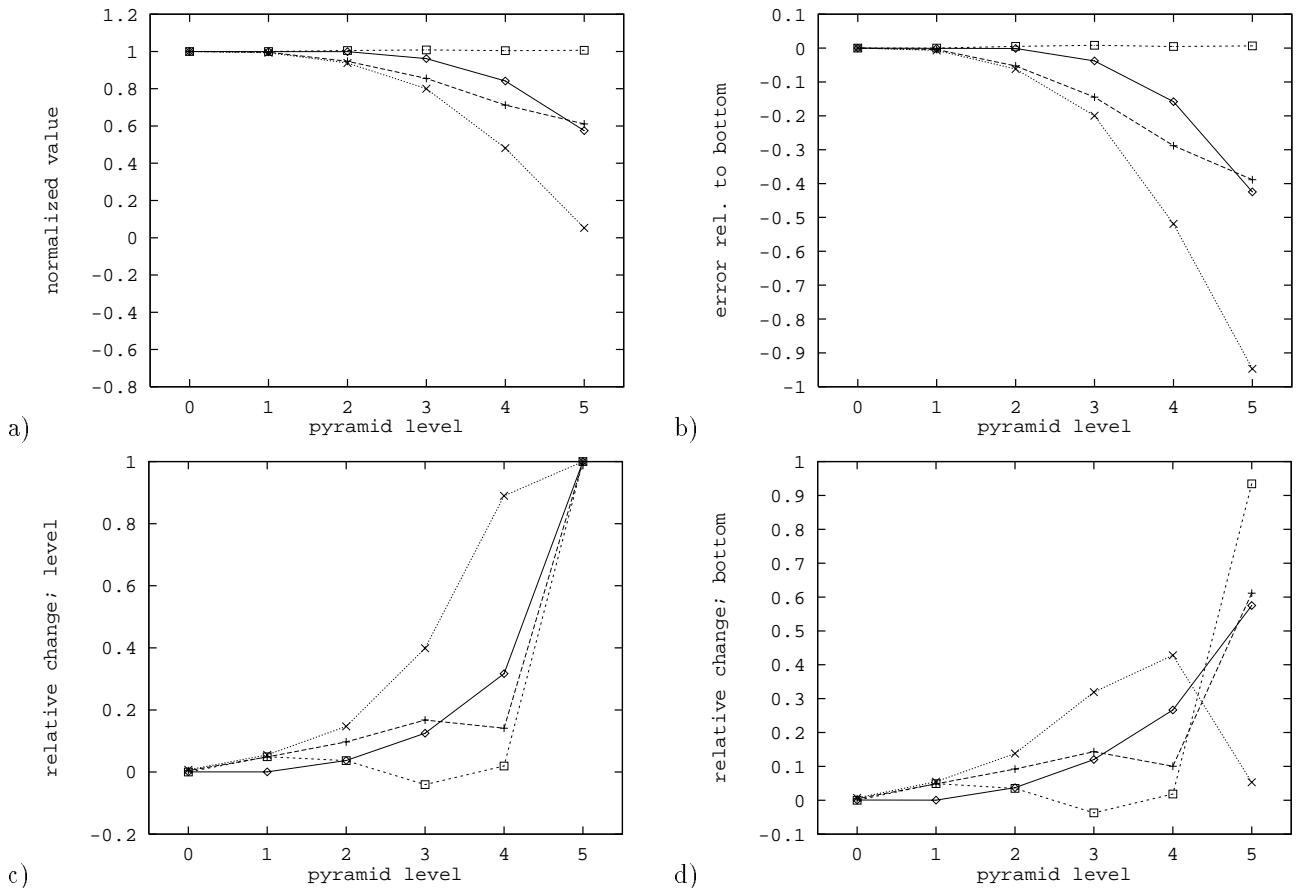 1.2
1
0.8
0.6
0.4
0.2
0
-0.2
-0.4
-0.6
-0.8
normalized value
0 1 2 3 4 5
pyramid level
a)
0.1
0
-0.1
-0.2
-0.3
-0.4
-0.5
-0.6
-0.7
-0.8
-0.9
-1
error rel. to bottom
0 1 2 3 4 5
pyramid level
b)
1
0.8
0.6
0.4
0.2
0
-0.2
relative change; level
0 1 2 3 4 5
pyramid level
c)
1
0.9
0.8
0.7
0.6
0.5
0.4
0.3
0.2
0.1
0
-0.1
relative change; bottom
0 1 2 3 4 5
pyramid level
d)